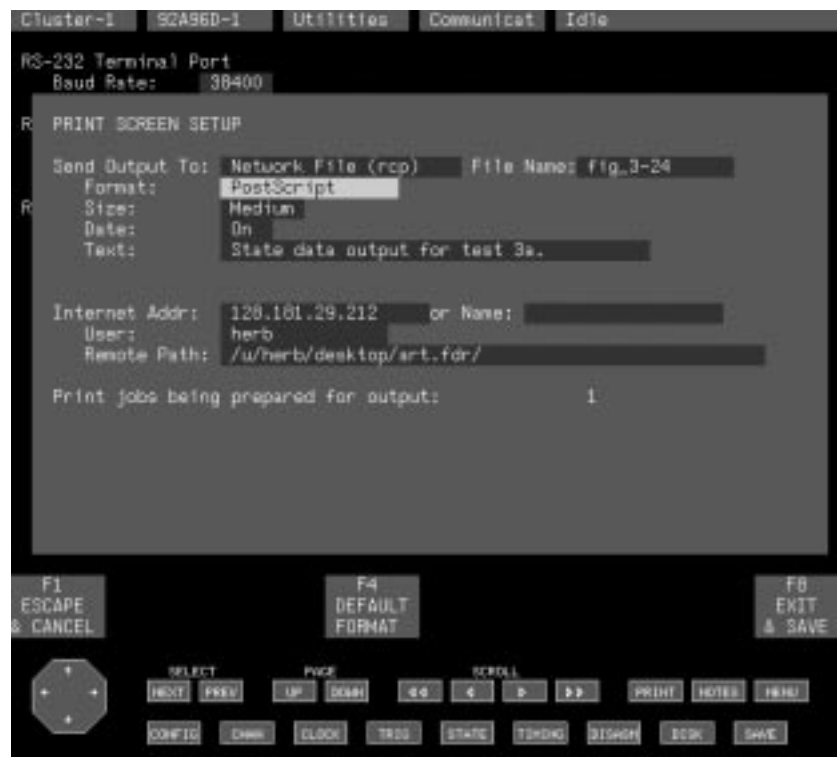 Cluster-1 92A96D-1 Utilities Communicat Idle
RS-232 Terminal Port
Baud Rate: 38400
R PRINT SCREEN SETUP
Send Output To: Network File (rcp) File Name: fig_3-24
Format: PostScript
R Size: Medium
Date: On
Text: State data output for test 3a.
Internet Addr: 128.181.29.212 or Name:
User: herb
Remote Path: /u/herb/desktop/art.fdr/
Print jobs being prepared for output: 1
F1 F4 F8
ESCAPE DEFAULT EXIT
& CANCEL FORMAT & SAVE
SELECT PAGE SCROLL
NEXT PREV UP DOWN PRINT NOTES MENU
CONFIG CHAN CLOCK TRIG STATE TIMING DISASM DISK SAVE